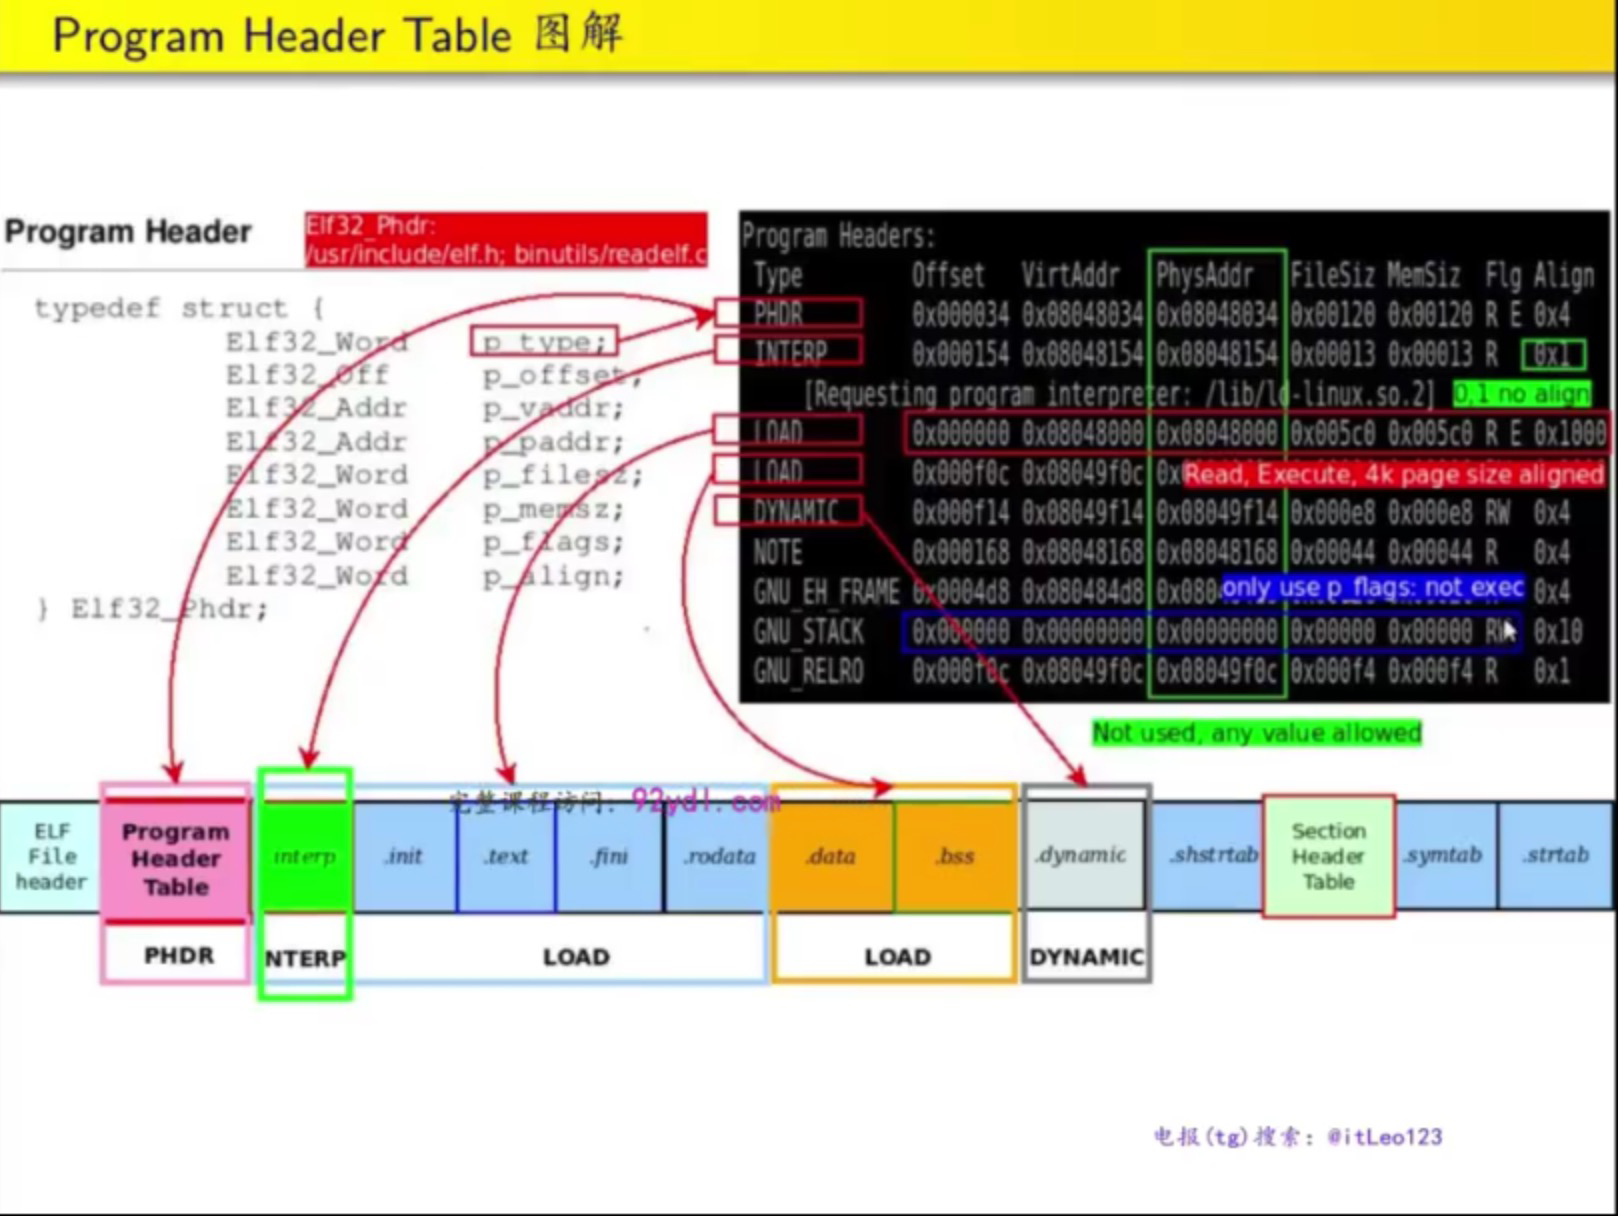 Program Header Table 图解
Program Header
Elf32_Phdr:
/usr/include/elf.h; binutils/readelf.c
typedef struct {
Elf32_Word p_type;
Elf32_Off p_offset;
Elf32_Addr p_vaddr;
Elf32_Addr p_paddr;
Elf32_Word p_filesz;
Elf32_Word p_memsz;
Elf32_Word p_flags;
Elf32_Word p_align;
} Elf32_Phdr;
Program Headers:
Type Offset VirtAddr PhysAddr FileSiz MemSiz Flg Align
PHDR 0x000034 0x08048034 0x08048034 0x00120 0x00120 R E 0x4
INTERP 0x000154 0x08048154 0x08048154 0x00013 0x00013 R 0x1
[Requesting program interpreter: /lib/ld-linux.so.2] 0,1 no align
LOAD 0x000000 0x08048000 0x08048000 0x005c0 0x005c0 R E 0x1000
LOAD 0x000f0c 0x08049f0c 0x Read, Execute, 4k page size aligned
DYNAMIC 0x000f14 0x08049f14 0x08049f14 0x000e8 0x000e8 RW 0x4
NOTE 0x000168 0x08048168 0x08048168 0x00044 0x00044 R 0x4
GNU_EH_FRAME 0x0004d8 0x080484d8 0x080 only use p_flags: not exec 0x4
GNU_STACK 0x000000 0x00000000 0x00000000 0x00000 0x00000 RW 0x10
GNU_RELRO 0x000f0c 0x08049f0c 0x08049f0c 0x000f4 0x000f4 R 0x1
Not used, any value allowed
完整课程访问: 92ydl.com
ELF
File
header
Program
Header
Table
interp
.init
.text
.fini
.rodata
.data
.bss
.dynamic
.shstrtab
Section
Header
Table
.symtab
.strtab
PHDR
NTERP
LOAD
LOAD
DYNAMIC
电报(tg)搜索: @itLeo123